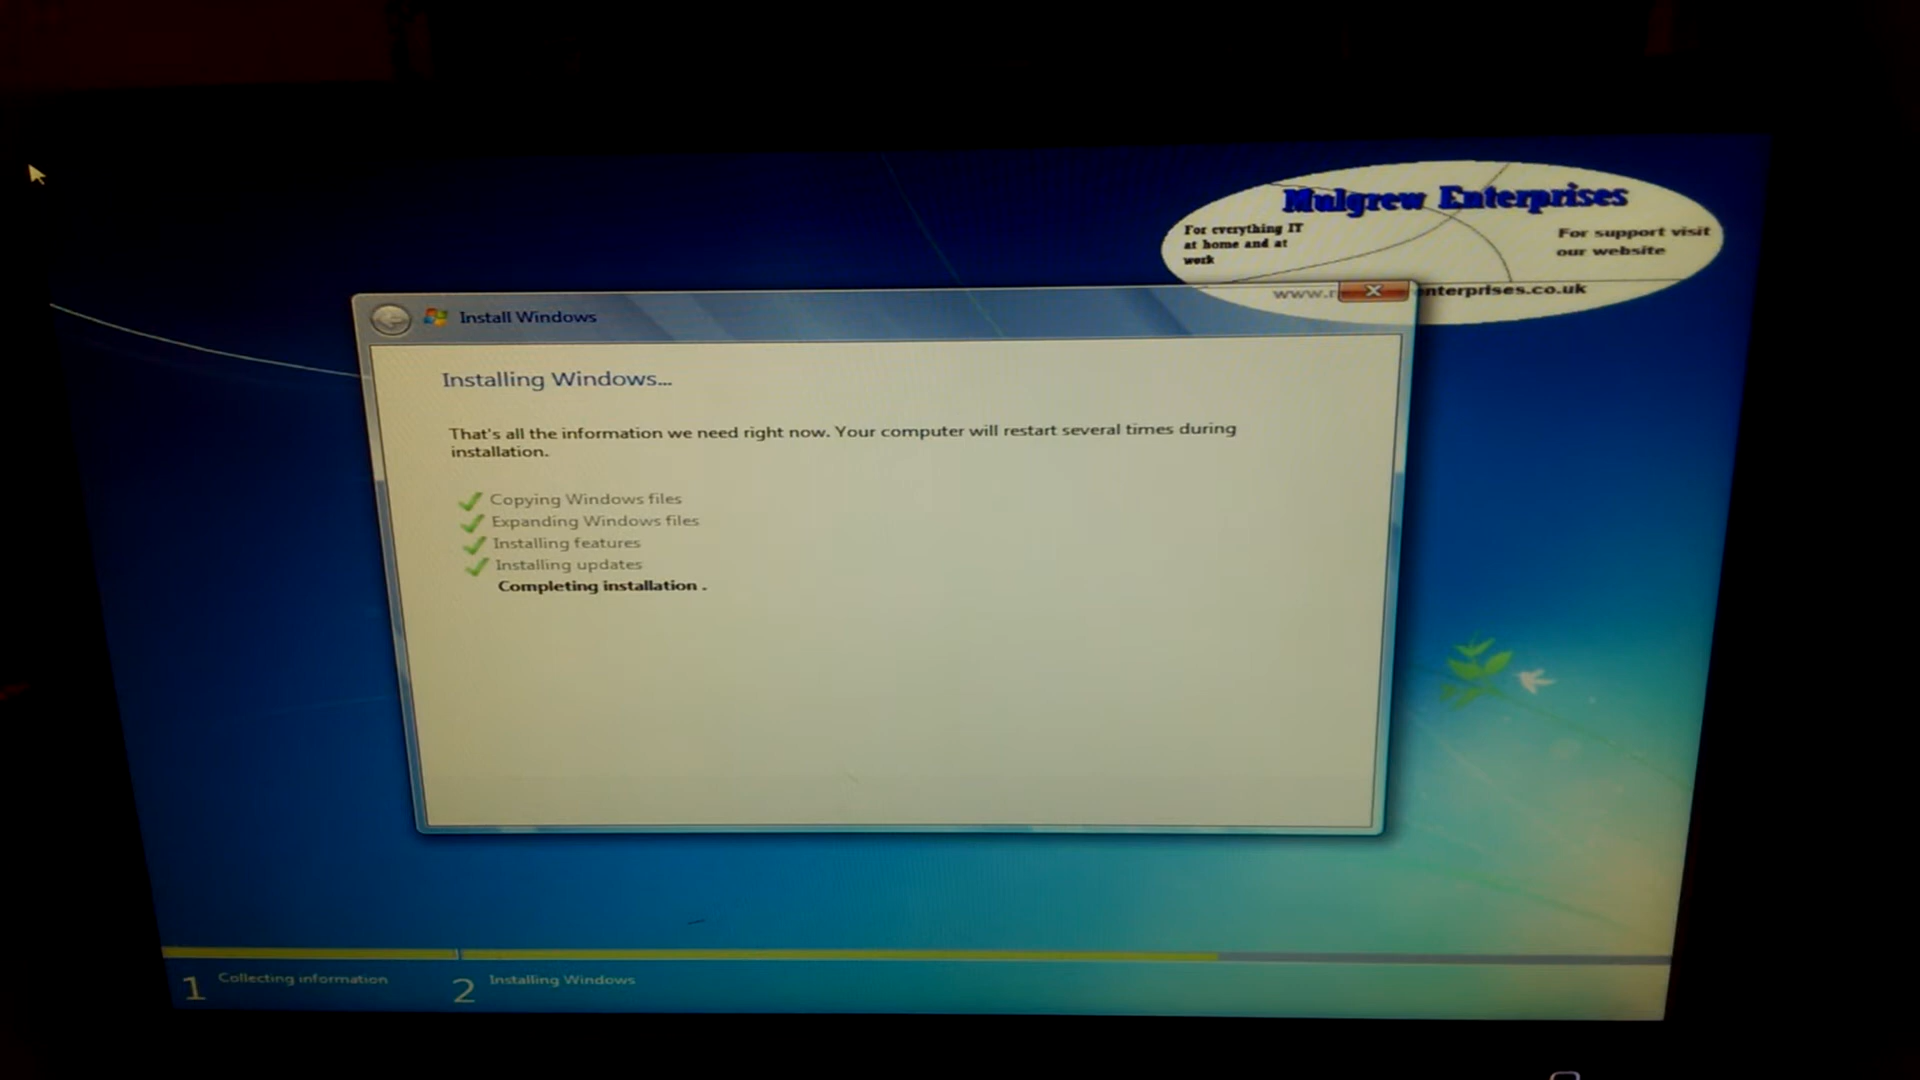 Mulgrew Enterprises
For everything IT
at home and at
work
For support visit
our website
enterprises.co.uk
Install Windows
Installing Windows...
That's all the information we need right now. Your computer will restart several times during
installation.
Copying Windows files
Expanding Windows files
Installing features
Installing updates
Completing installation .
1 Collecting information
2 Installing Windows